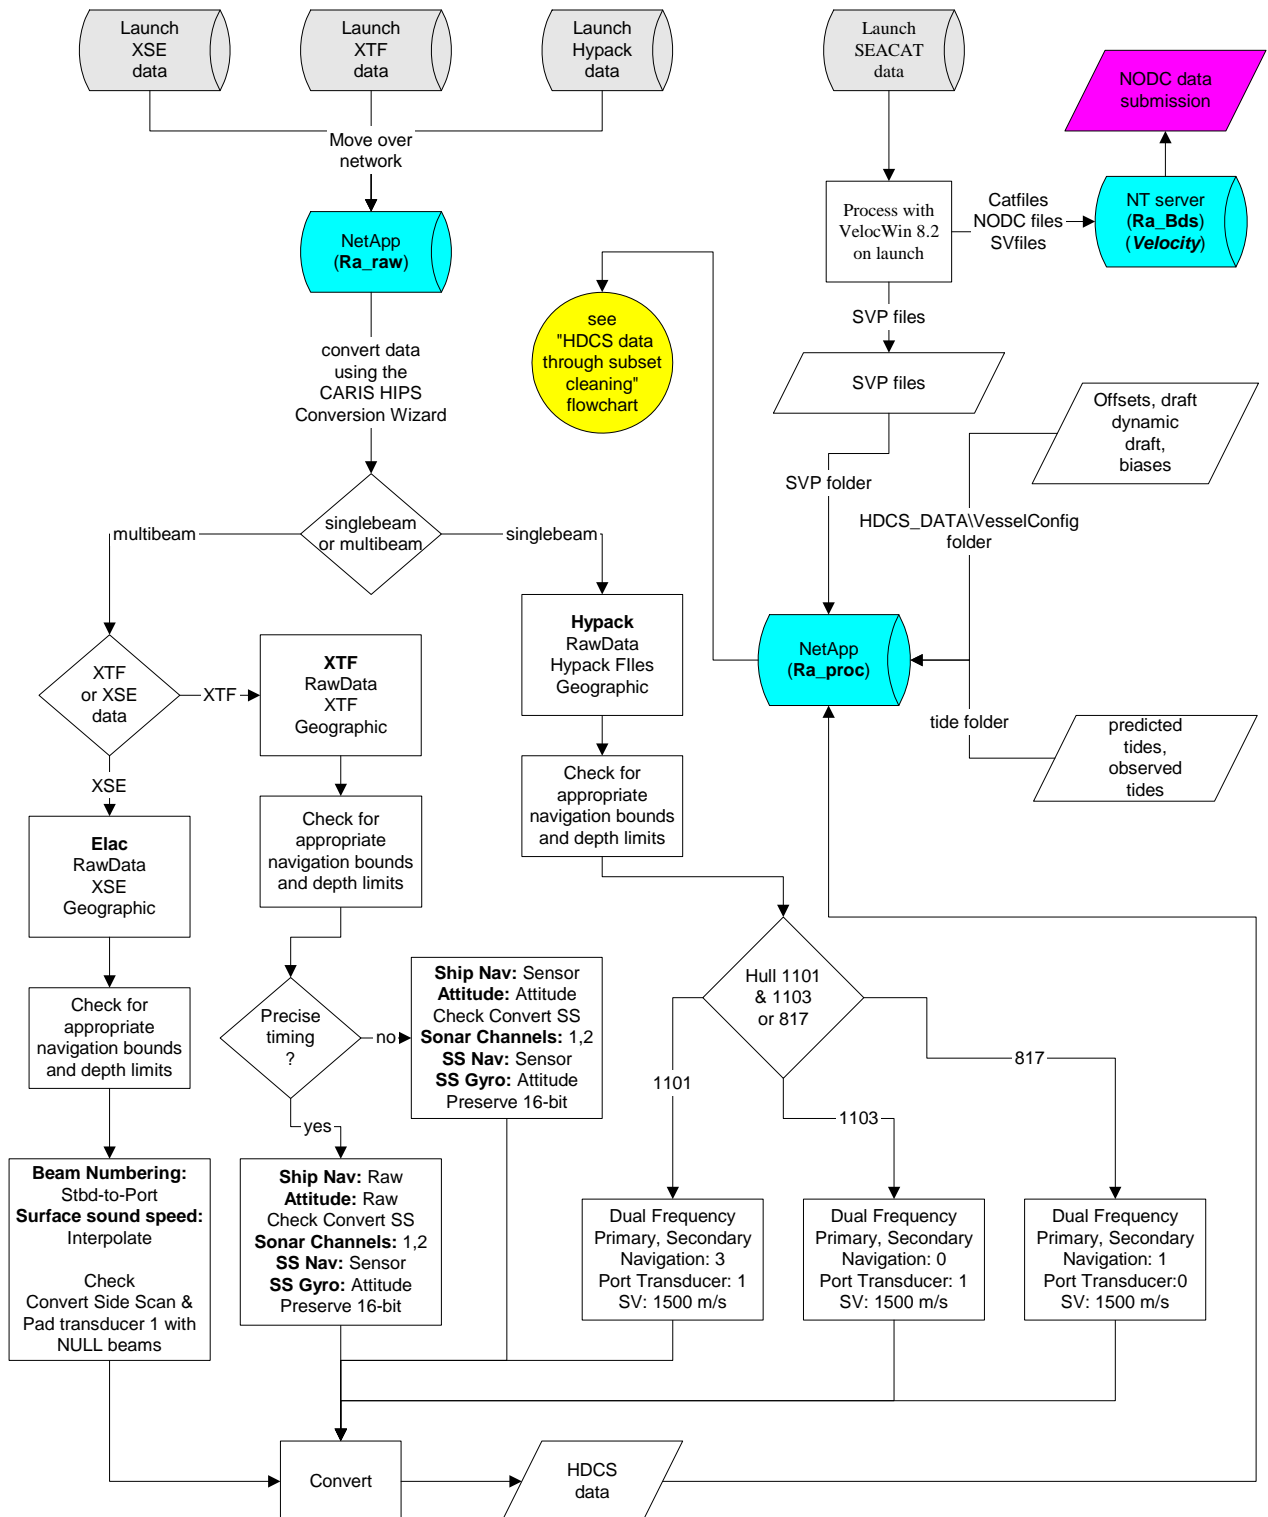 Launch
XSE
data
Launch
XTF
data
Launch
Hypack
data
Launch
SEACAT
data
NODC data
submission
Move over
network
NetApp
(Ra_raw)
Process with
VelocWin 8.2
on launch
Catfiles
NODC files
SVfiles
NT server
(Ra_Bds)
(Velocity)
SVP files
SVP files
see
"HDCS data
through subset
cleaning"
flowchart
convert data
using the
CARIS HIPS
Conversion Wizard
Offsets, draft
dynamic
draft,
biases
SVP folder
HDCS_DATA\VesselConfig
folder
singlebeam
or multibeam
multibeam
singlebeam
XTF
or XSE
data
XTF
XTF
RawData
XTF
Geographic
Hypack
RawData
Hypack FIles
Geographic
NetApp
(Ra_proc)
tide folder
predicted
tides,
observed
tides
XSE
Elac
RawData
XSE
Geographic
Check for
appropriate
navigation bounds
and depth limits
Check for
appropriate
navigation bounds
and depth limits
Check for
appropriate
navigation bounds
and depth limits
Precise
timing
?
no
yes
Ship Nav: Sensor
Attitude: Attitude
Check Convert SS
Sonar Channels: 1,2
SS Nav: Sensor
SS Gyro: Attitude
Preserve 16-bit
Hull 1101
& 1103
or 817
1101
1103
817
Beam Numbering:
Stbd-to-Port
Surface sound speed:
Interpolate
Check
Convert Side Scan &
Pad transducer 1 with
NULL beams
Ship Nav: Raw
Attitude: Raw
Check Convert SS
Sonar Channels: 1,2
SS Nav: Sensor
SS Gyro: Attitude
Preserve 16-bit
Dual Frequency
Primary, Secondary
Navigation: 3
Port Transducer: 1
SV: 1500 m/s
Dual Frequency
Primary, Secondary
Navigation: 0
Port Transducer: 1
SV: 1500 m/s
Dual Frequency
Primary, Secondary
Navigation: 1
Port Transducer:0
SV: 1500 m/s
Convert
HDCS
data